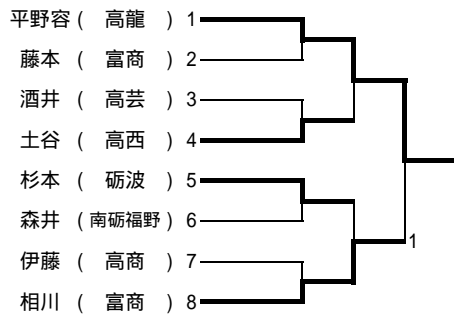 平野容 ( 高龍 ) 1
藤本 ( 富商 ) 2
酒井 ( 高芸 ) 3
土谷 ( 高西 ) 4
杉本 ( 砺波 ) 5
森井 ( 南砺福野 ) 6
1
伊藤 ( 高商 ) 7
相川 ( 富商 ) 8